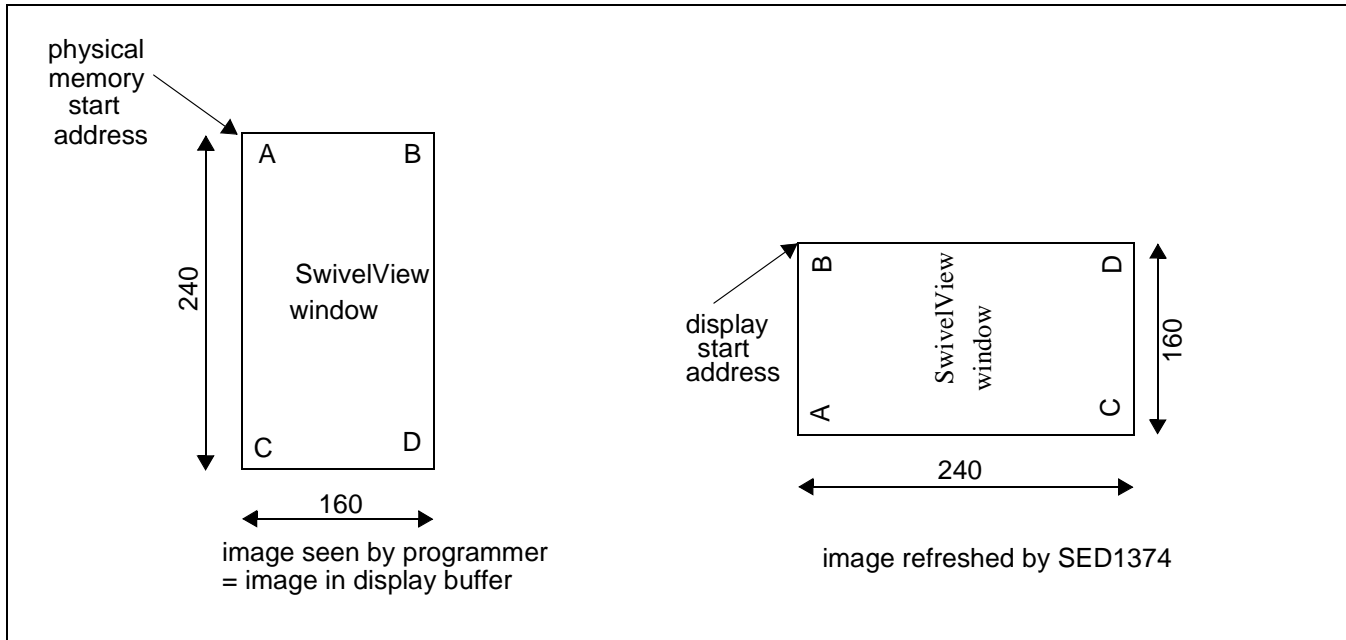 physical
memory
start
address
A
B
240
SwivelView
window
C
D
160
image seen by programmer
= image in display buffer
display
start
address
B
D
SwivelView
window
A
C
160
240
image refreshed by SED1374